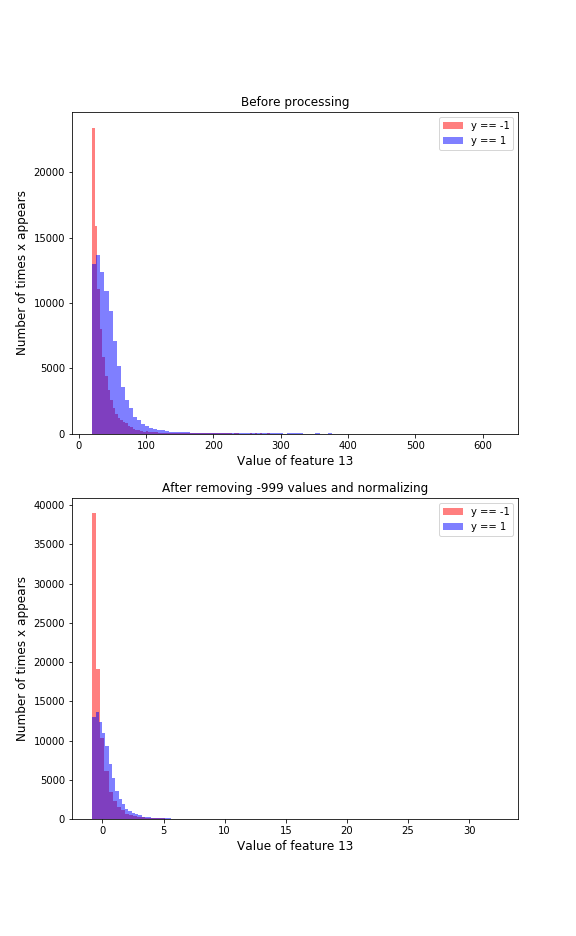 Before processing
y == -1
y == 1
20000
15000
10000
5000
0
Number of times x appears
0 100 200 300 400 500 600
Value of feature 13
After removing -999 values and normalizing
y == -1
y == 1
40000
35000
30000
25000
20000
15000
10000
5000
0
Number of times x appears
0 5 10 15 20 25 30
Value of feature 13